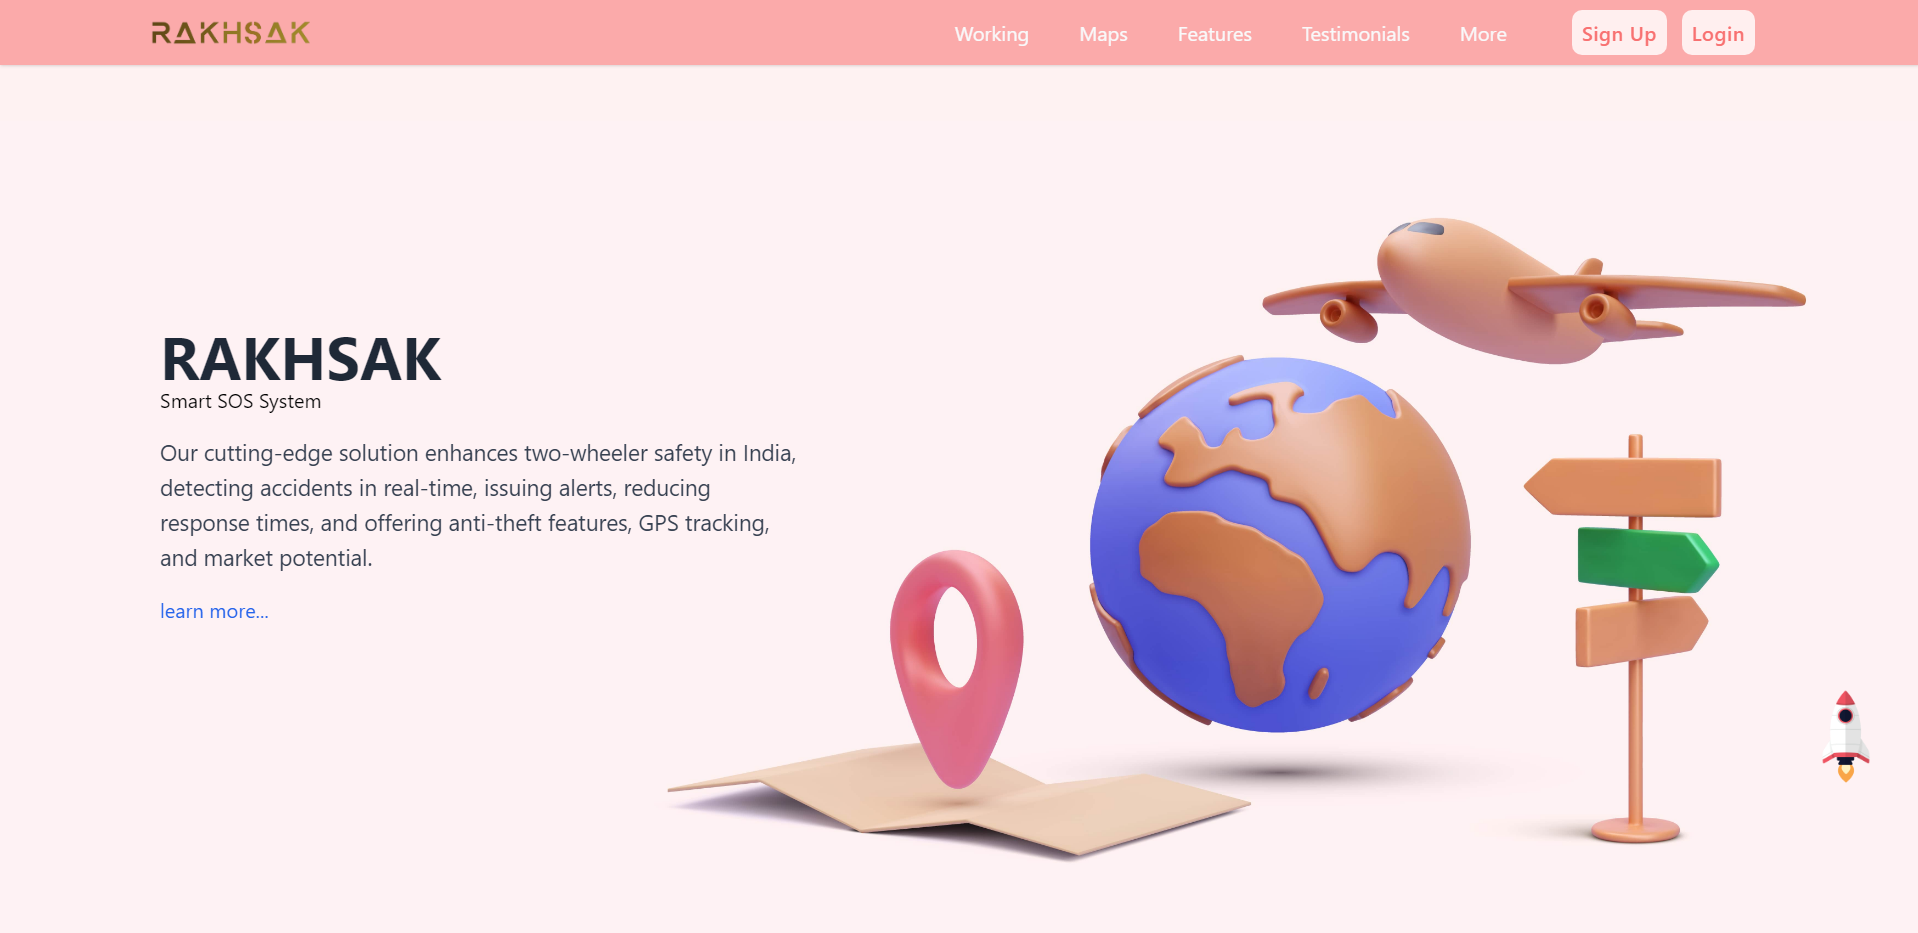 RAKHSAK
Working Maps Features Testimonials More Sign Up Login
RAKHSAK
Smart SOS System
Our cutting-edge solution enhances two-wheeler safety in India,
detecting accidents in real-time, issuing alerts, reducing
response times, and offering anti-theft features, GPS tracking,
and market potential.
learn more...